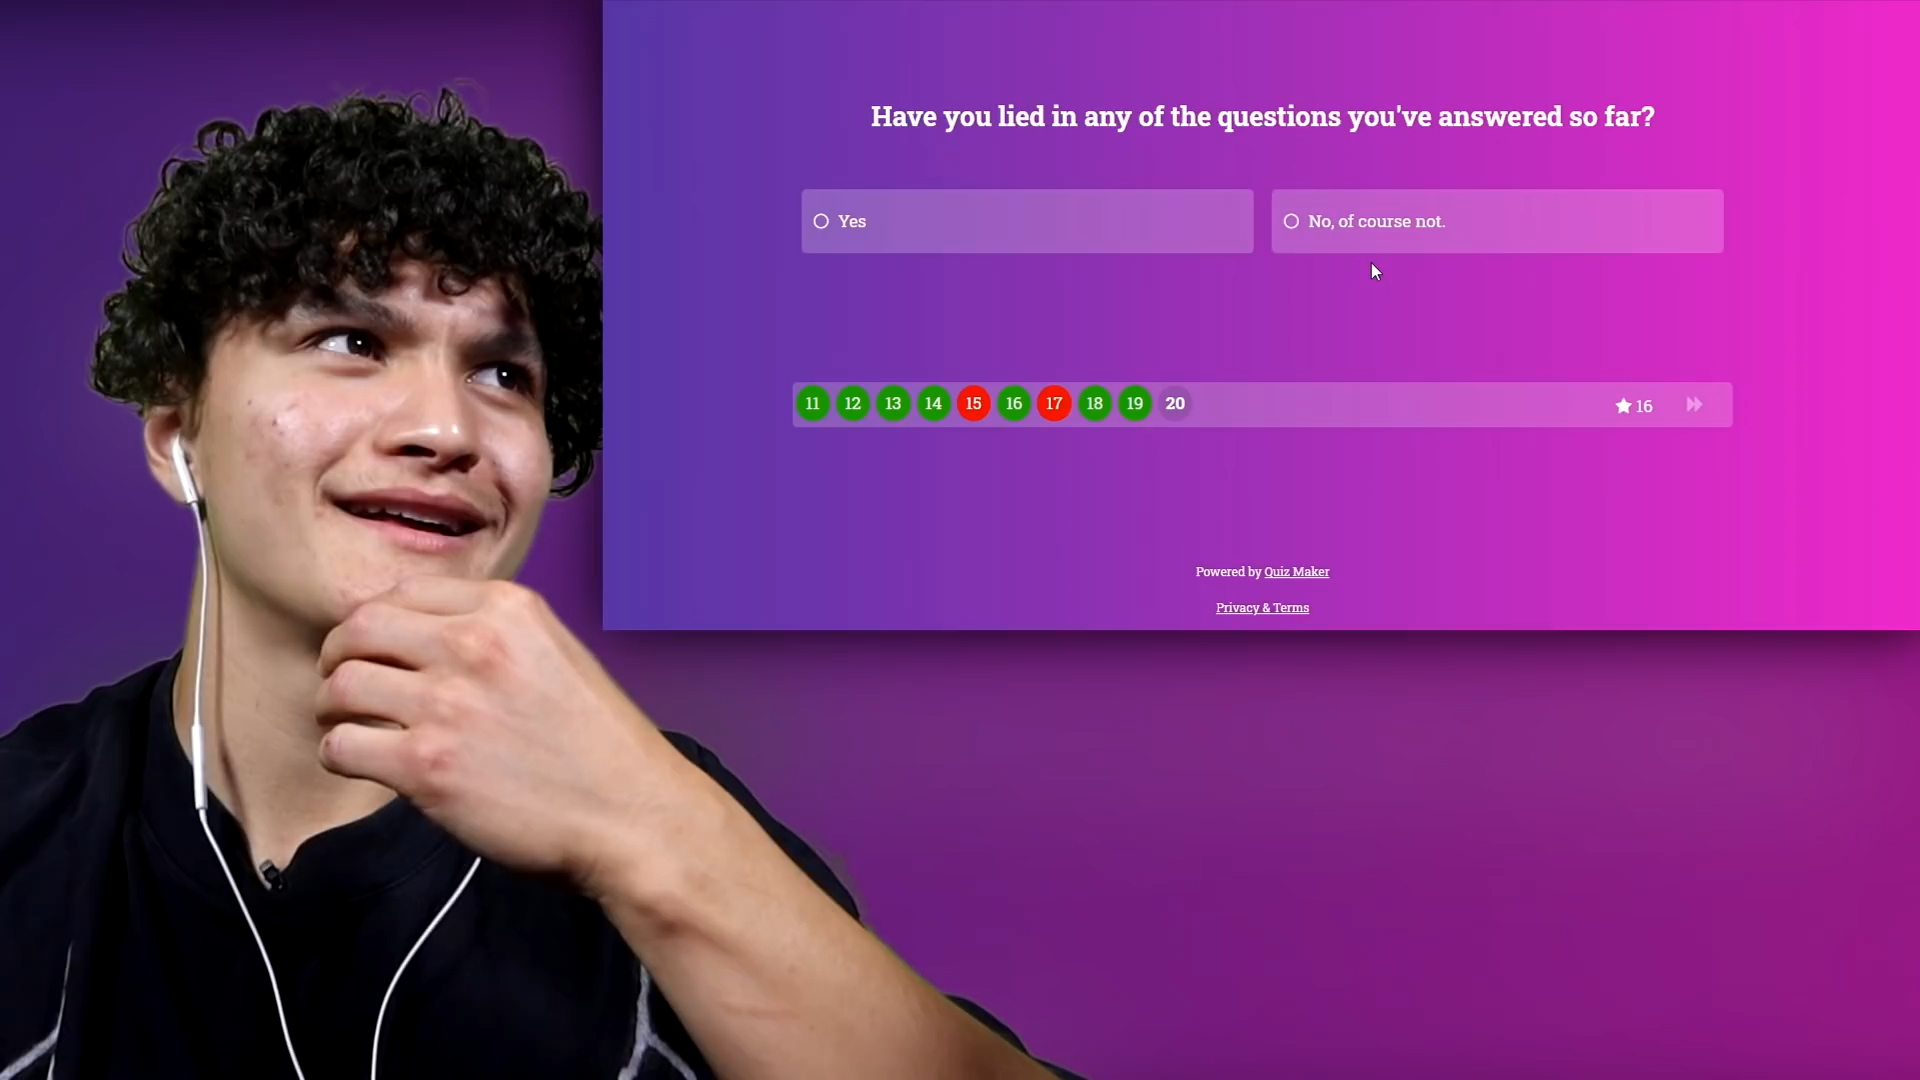 Have you lied in any of the questions you've answered so far?
Yes
No, of course not.
11 12 13 14 15 16 17 18 19 20
16
Powered by Quiz Maker
Privacy & Terms